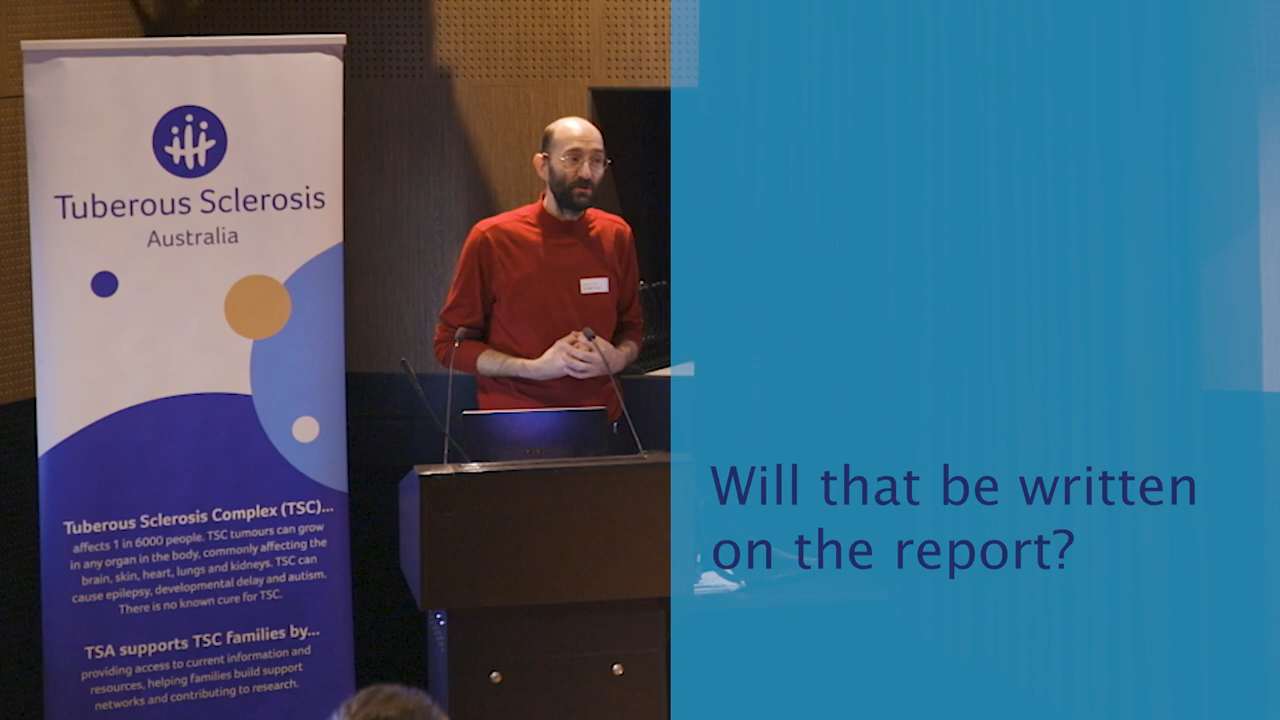 Tuberous Sclerosis
Australia
Tuberous Sclerosis Complex (TSC)...
affects 1 in 6000 people. TSC tumours can grow
in any organ in the body, commonly affecting the
brain, skin, heart, lungs and kidneys. TSC can
cause epilepsy, developmental delay and autism.
There is no known cure for TSC.
TSA supports TSC families by...
providing access to current information and
resources, helping families build support
networks and contributing to research.
Will that be written
on the report?